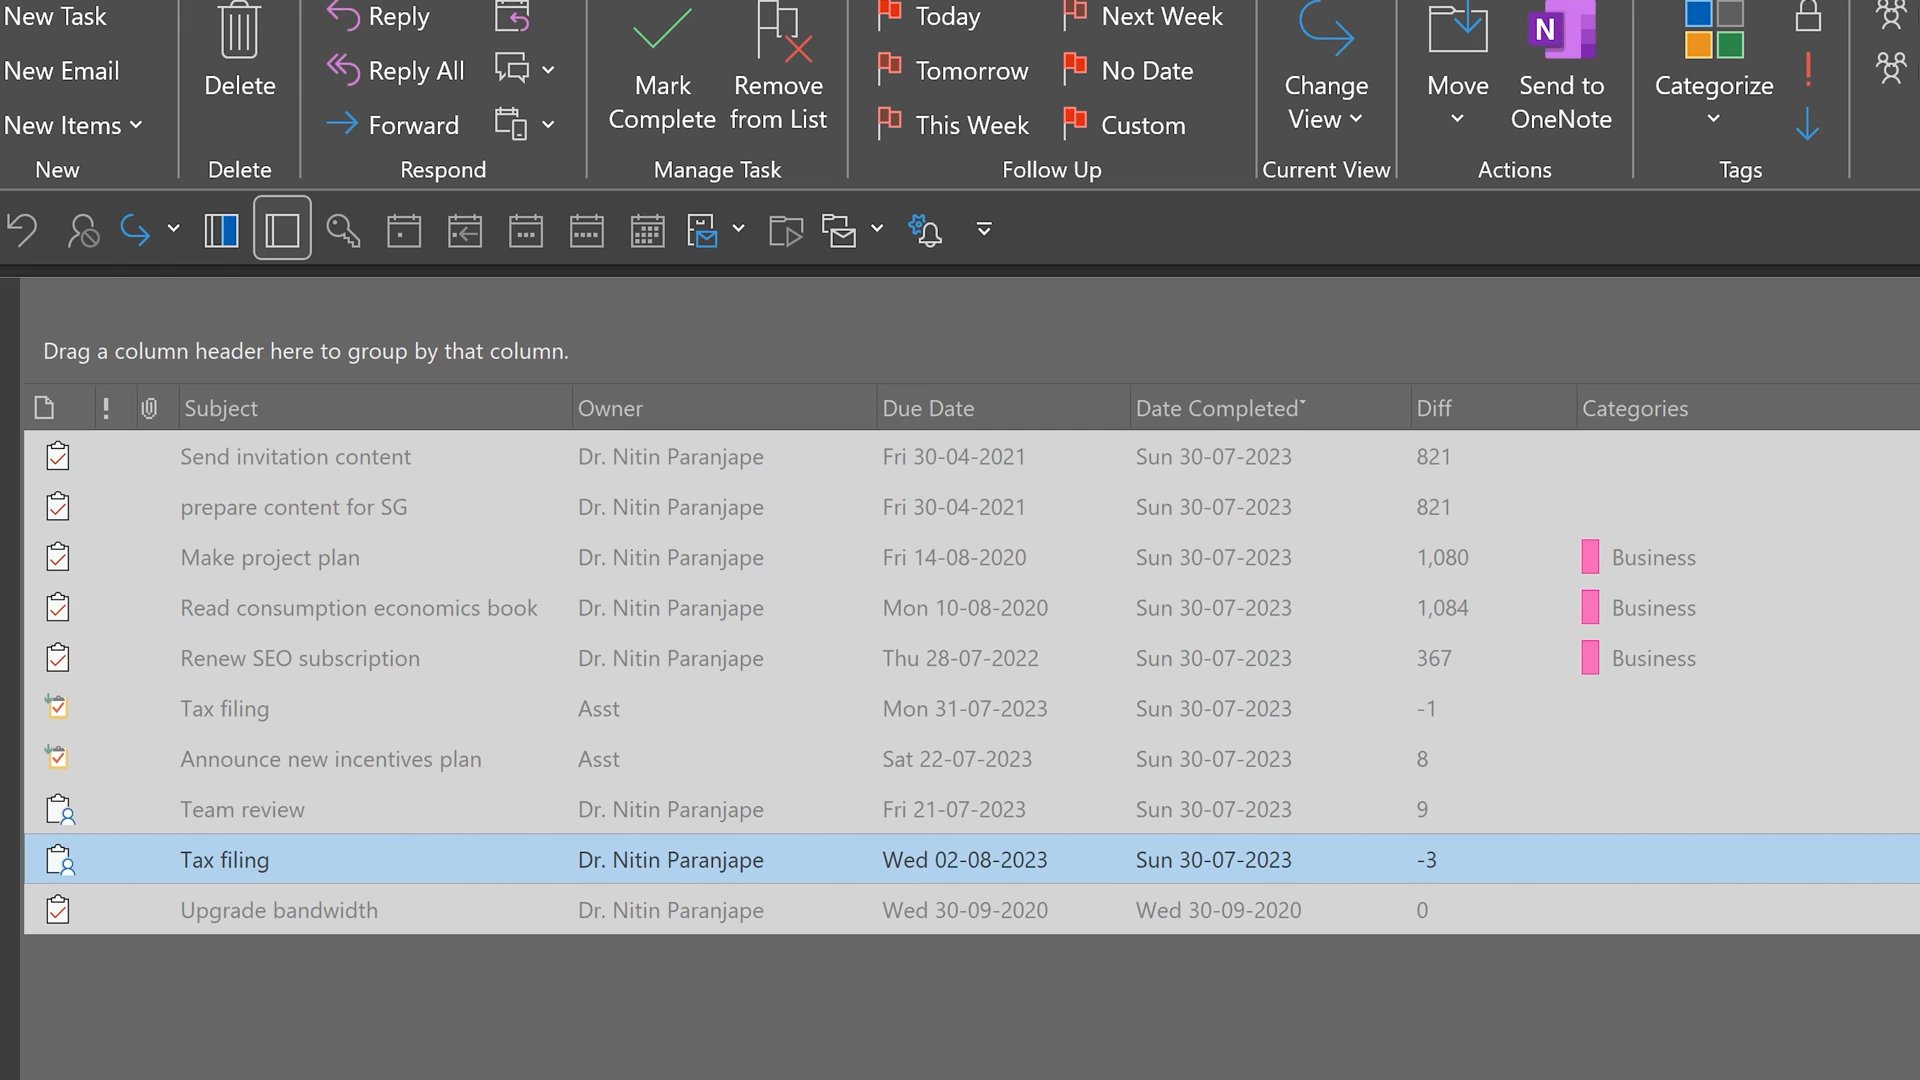 New Task
New Email
New Items
New
Delete
Delete
Reply
Reply All
Forward
Respond
Mark Complete
Remove from List
Manage Task
Today
Tomorrow
This Week
Next Week
No Date
Custom
Follow Up
Change View
Current View
Move
N
Send to OneNote
Actions
Categorize
Tags
Drag a column header here to group by that column.
! Subject Owner Due Date Date Completed Diff Categories
Send invitation content Dr. Nitin Paranjape Fri 30-04-2021 Sun 30-07-2023 821
prepare content for SG Dr. Nitin Paranjape Fri 30-04-2021 Sun 30-07-2023 821
Make project plan Dr. Nitin Paranjape Fri 14-08-2020 Sun 30-07-2023 1,080 Business
Read consumption economics book Dr. Nitin Paranjape Mon 10-08-2020 Sun 30-07-2023 1,084 Business
Renew SEO subscription Dr. Nitin Paranjape Thu 28-07-2022 Sun 30-07-2023 367 Business
Tax filing Asst Mon 31-07-2023 Sun 30-07-2023 -1
Announce new incentives plan Asst Sat 22-07-2023 Sun 30-07-2023 8
Team review Dr. Nitin Paranjape Fri 21-07-2023 Sun 30-07-2023 9
Tax filing Dr. Nitin Paranjape Wed 02-08-2023 Sun 30-07-2023 -3
Upgrade bandwidth Dr. Nitin Paranjape Wed 30-09-2020 Wed 30-09-2020 0